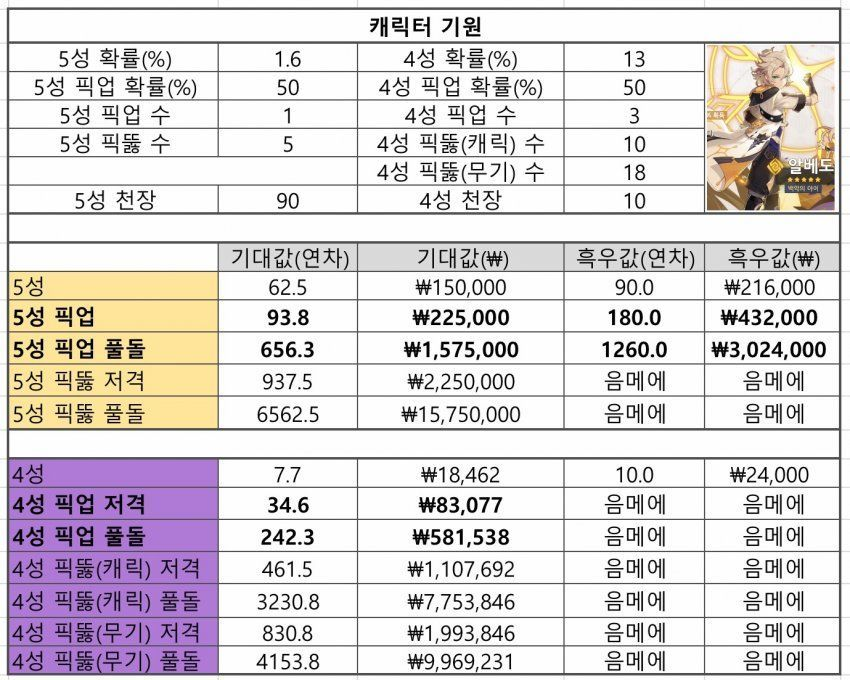 캐릭터 기원
5성 확률(%) 1.6 4성 확률(%) 13
5성 픽업 확률(%) 50 4성 픽업 확률(%) 50
5성 픽업 수 1 4성 픽업 수 3
5성 픽뚫 수 5 4성 픽뚫(캐릭) 수 10
4성 픽뚫(무기) 수 18
5성 천장 90 4성 천장 10
알베도
백악의 아이
기대값(연차) 기대값(₩) 흑우값(연차) 흑우값(₩)
5성 62.5 ₩150,000 90.0 ₩216,000
5성 픽업 93.8 ₩225,000 180.0 ₩432,000
5성 픽업 풀돌 656.3 ₩1,575,000 1260.0 ₩3,024,000
5성 픽뚫 저격 937.5 ₩2,250,000 음메에 음메에
5성 픽뚫 풀돌 6562.5 ₩15,750,000 음메에 음메에
4성 7.7 ₩18,462 10.0 ₩24,000
4성 픽업 저격 34.6 ₩83,077 음메에 음메에
4성 픽업 풀돌 242.3 ₩581,538 음메에 음메에
4성 픽뚫(캐릭) 저격 461.5 ₩1,107,692 음메에 음메에
4성 픽뚫(캐릭) 풀돌 3230.8 ₩7,753,846 음메에 음메에
4성 픽뚫(무기) 저격 830.8 ₩1,993,846 음메에 음메에
4성 픽뚫(무기) 풀돌 4153.8 ₩9,969,231 음메에 음메에